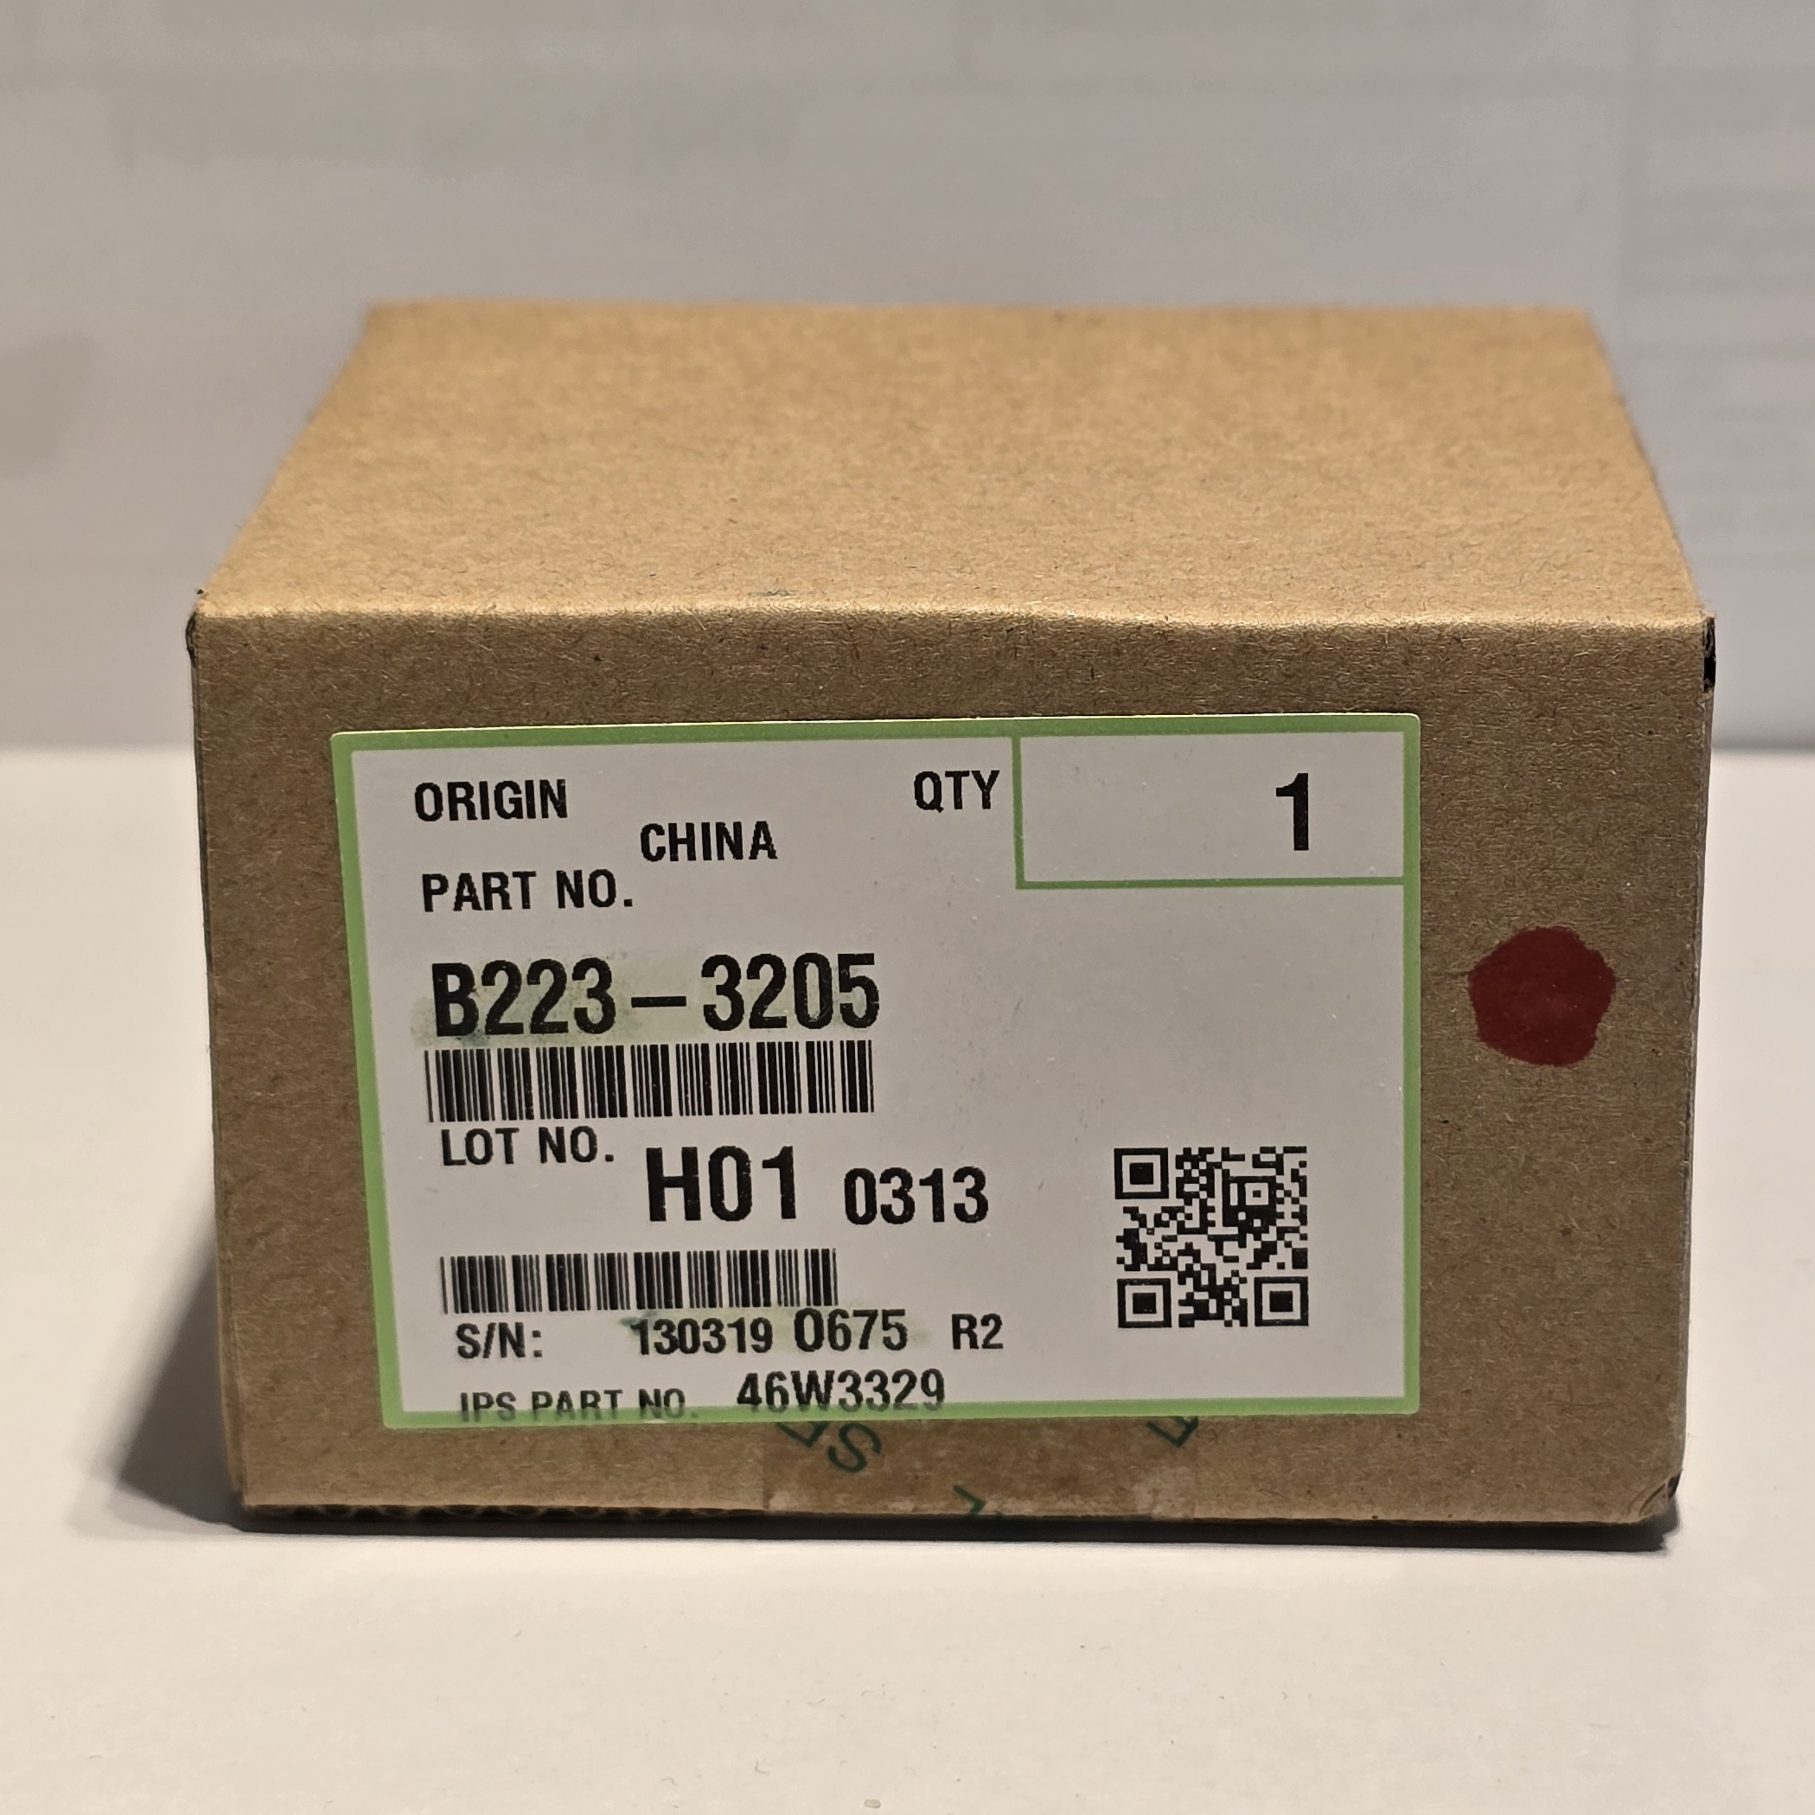 ORIGIN
QTY
1
CHINA
PART NO.
B223-3205
LOT NO.
H01 0313
S/N: 130319 0675 R2
IPS PART NO. 46W3329